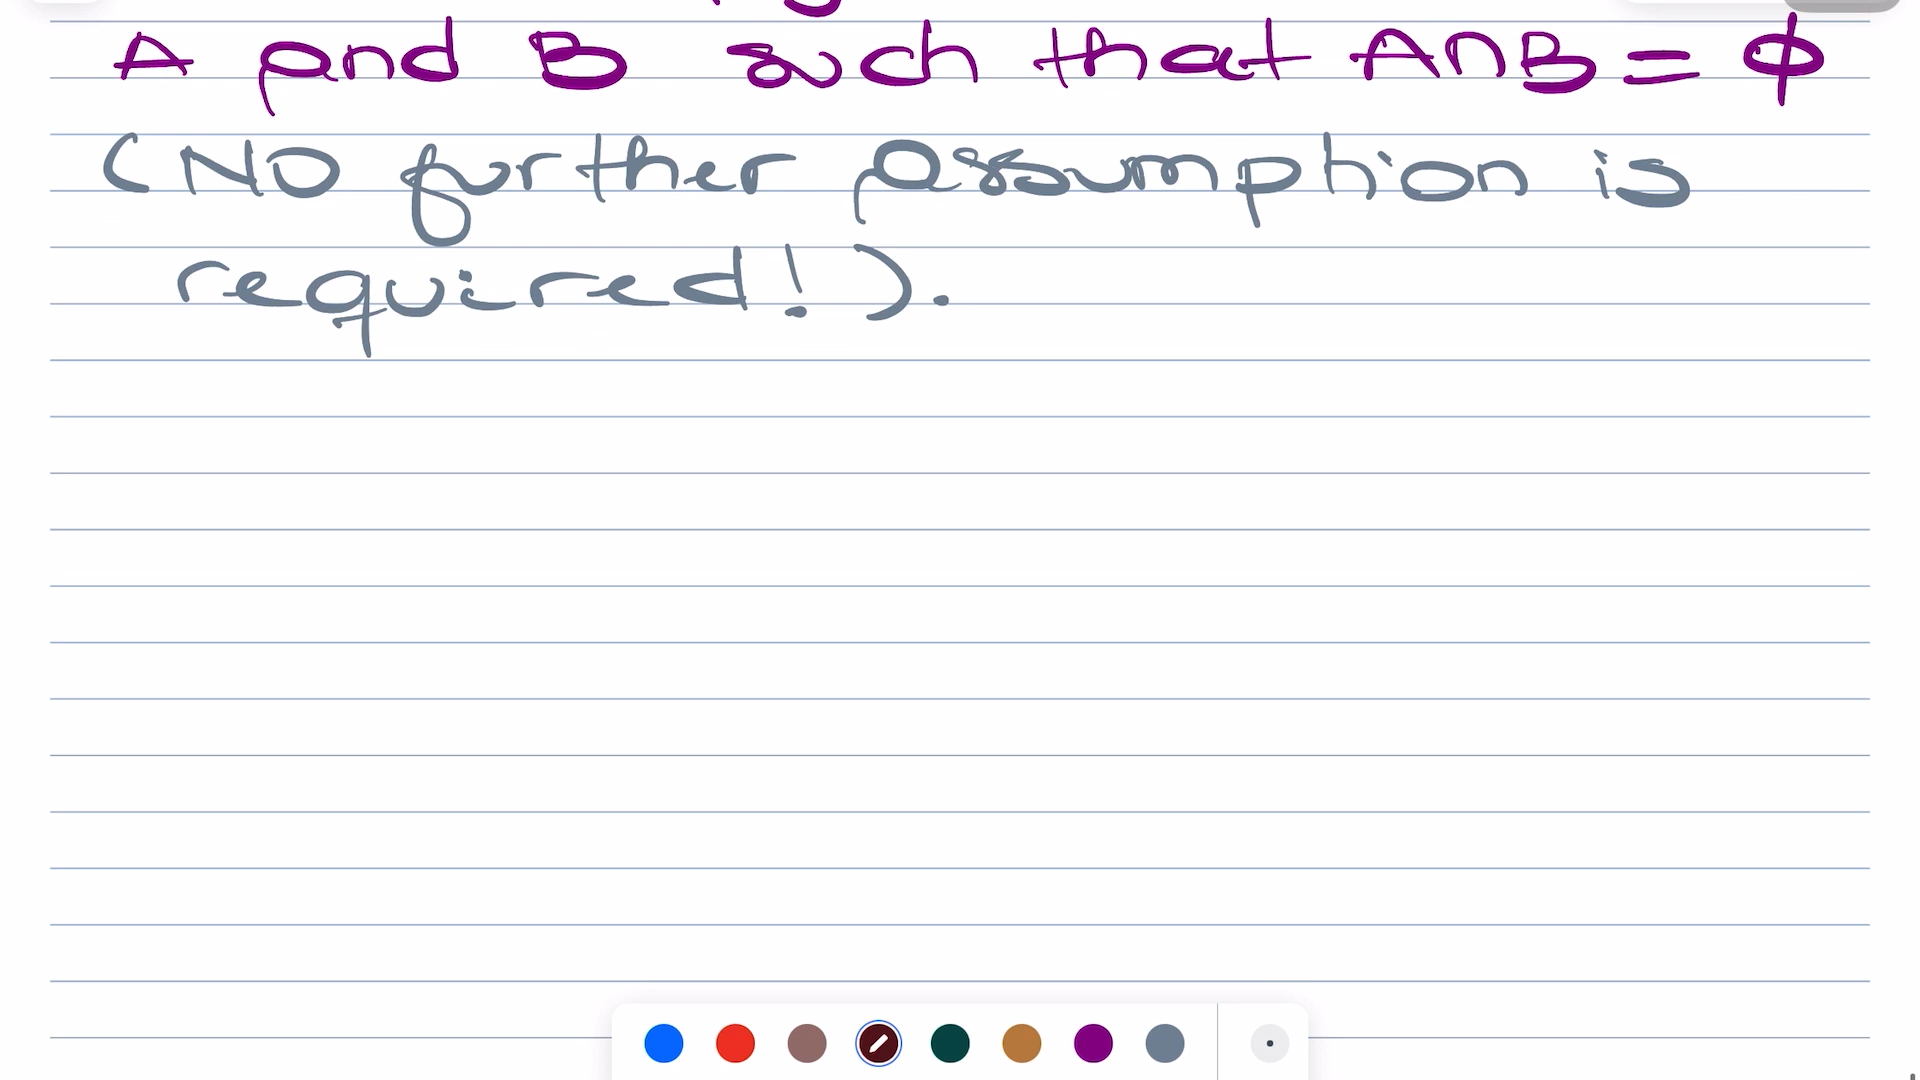 A and B such that A∩B = ϕ
(No further assumption is
required!).